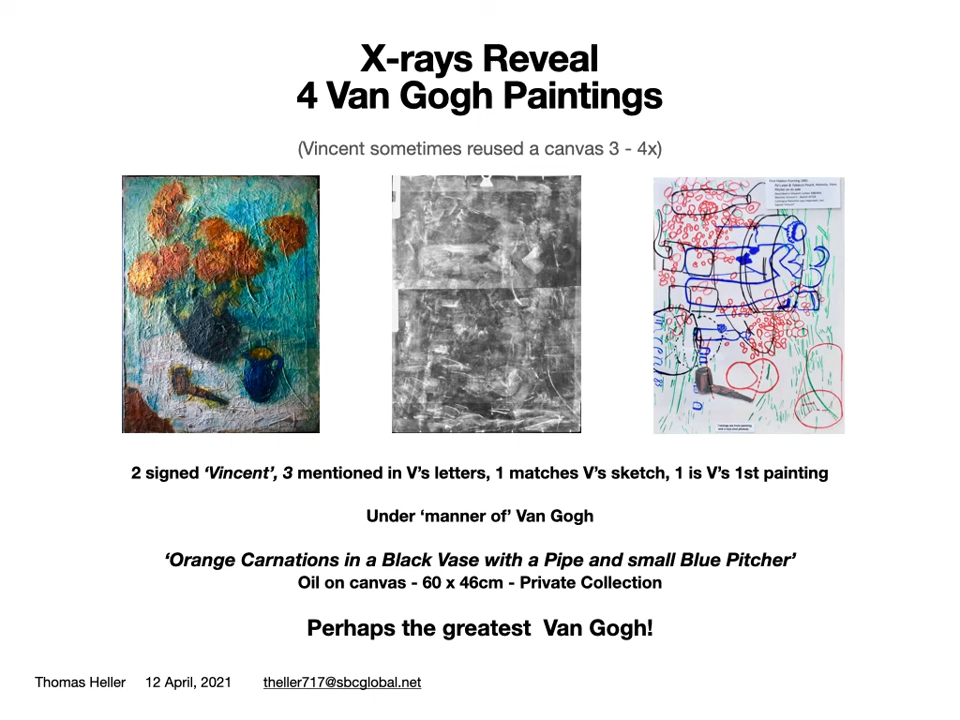 X-rays Reveal
4 Van Gogh Paintings
(Vincent sometimes reused a canvas 3 - 4x)
2 signed ‘Vincent’, 3 mentioned in V’s letters, 1 matches V’s sketch, 1 is V’s 1st painting
Under ‘manner of’ Van Gogh
‘Orange Carnations in a Black Vase with a Pipe and small Blue Pitcher’
Oil on canvas - 60 x 46cm - Private Collection
Perhaps the greatest Van Gogh!
Thomas Heller 12 April, 2021 theller717@sbcglobal.net